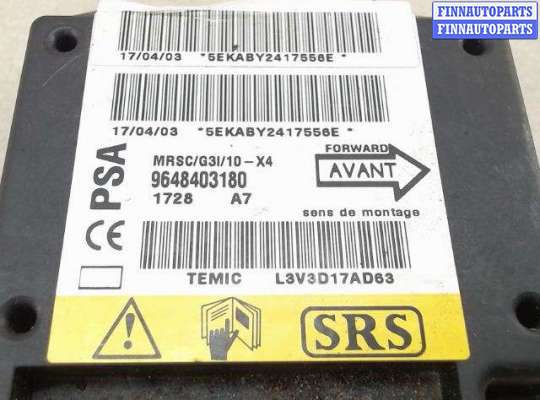 FINNAUTOPARTS
FINNAUTOPARTS
17/04/03 *5EKABY2417556E *
17/04/03 *5EKABY2417556E *
PSA
MRSC/G3I/10-X4
9648403180
1728 A7
FORWARD
AVANT
sens de montage
CE
TEMIC L3V3D17AD63
SRS